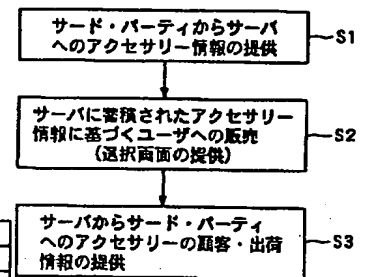 サード・パーティからサーバ
へのアクセサリー情報の提供
S1
サーバに蓄積されたアクセサリー
情報に基づくユーザへの販売
(選択画面の提供)
S2
サーバからサード・パーティ
へのアクセサリーの顧客・出荷
情報の提供
S3